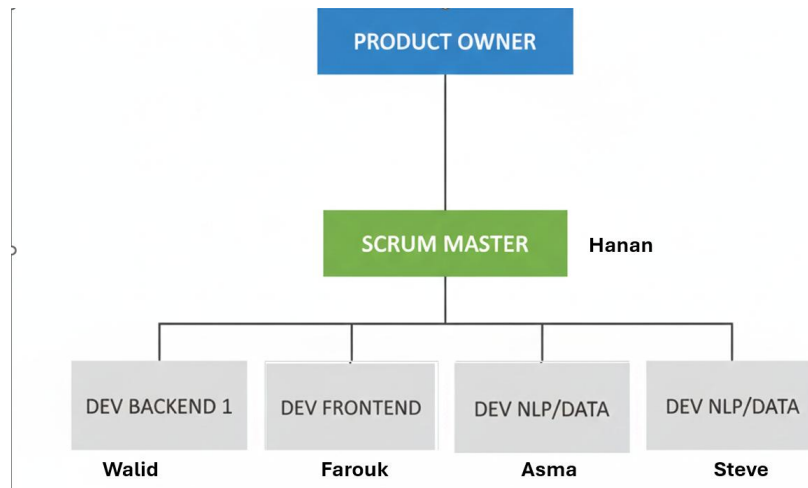 PRODUCT OWNER
SCRUM MASTER
Hanan
DEV BACKEND 1
DEV FRONTEND
DEV NLP/DATA
DEV NLP/DATA
Walid
Farouk
Asma
Steve